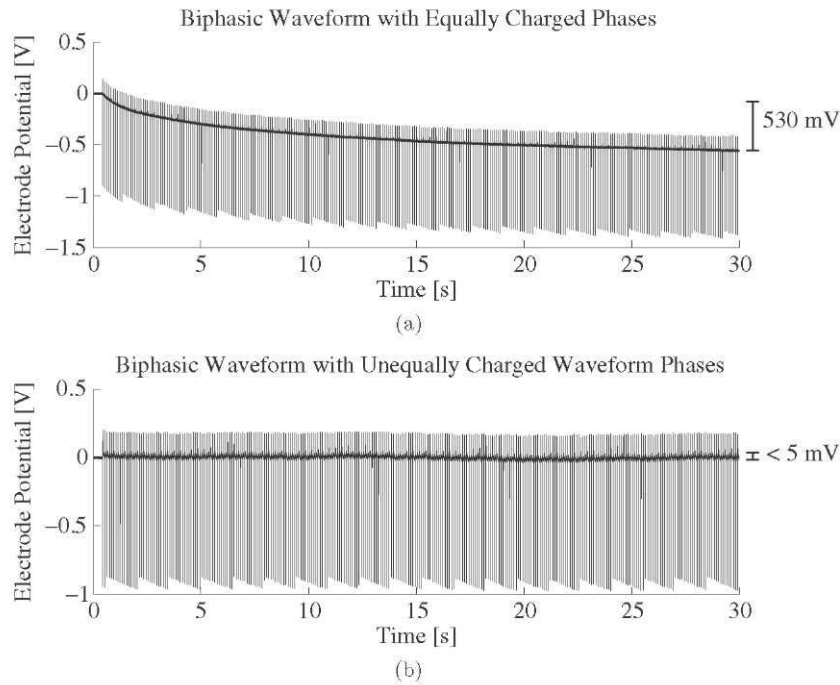 Biphasic Waveform with Equally Charged Phases
0.5
0
−0.5
−1
−1.5
Electrode Potential [V]
530 mV
0 5 10 15 20 25 30
Time [s]
(a)
Biphasic Waveform with Unequally Charged Waveform Phases
0.5
0
−0.5
−1
Electrode Potential [V]
< 5 mV
0 5 10 15 20 25 30
Time [s]
(b)